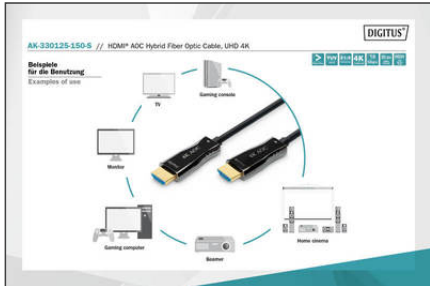 DIGITUS®
AK-330125-150-S // HDMI® AOC Hybrid Fiber Optic Cable, UHD 4K
Beispiele
für die Benutzung
Examples of use
YUV
4K
TV
Gaming console
Monitor
Gaming computer
Beamer
Home cinema